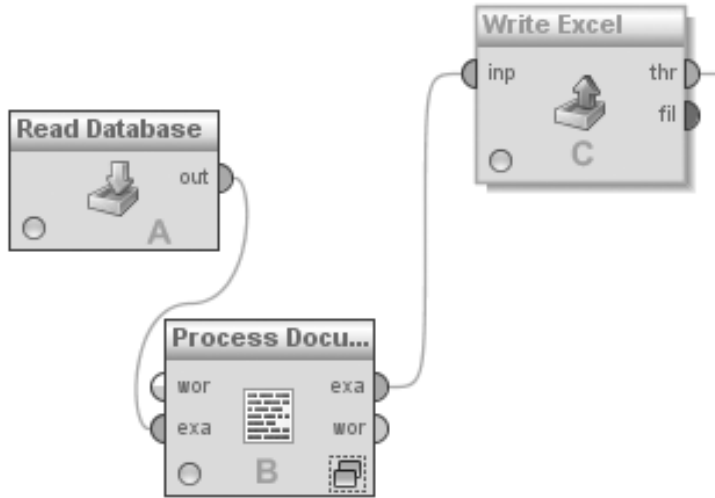 Write Excel
inp thr
fil
C
Read Database
out
A
Process Docu...
wor exa
exa wor
B